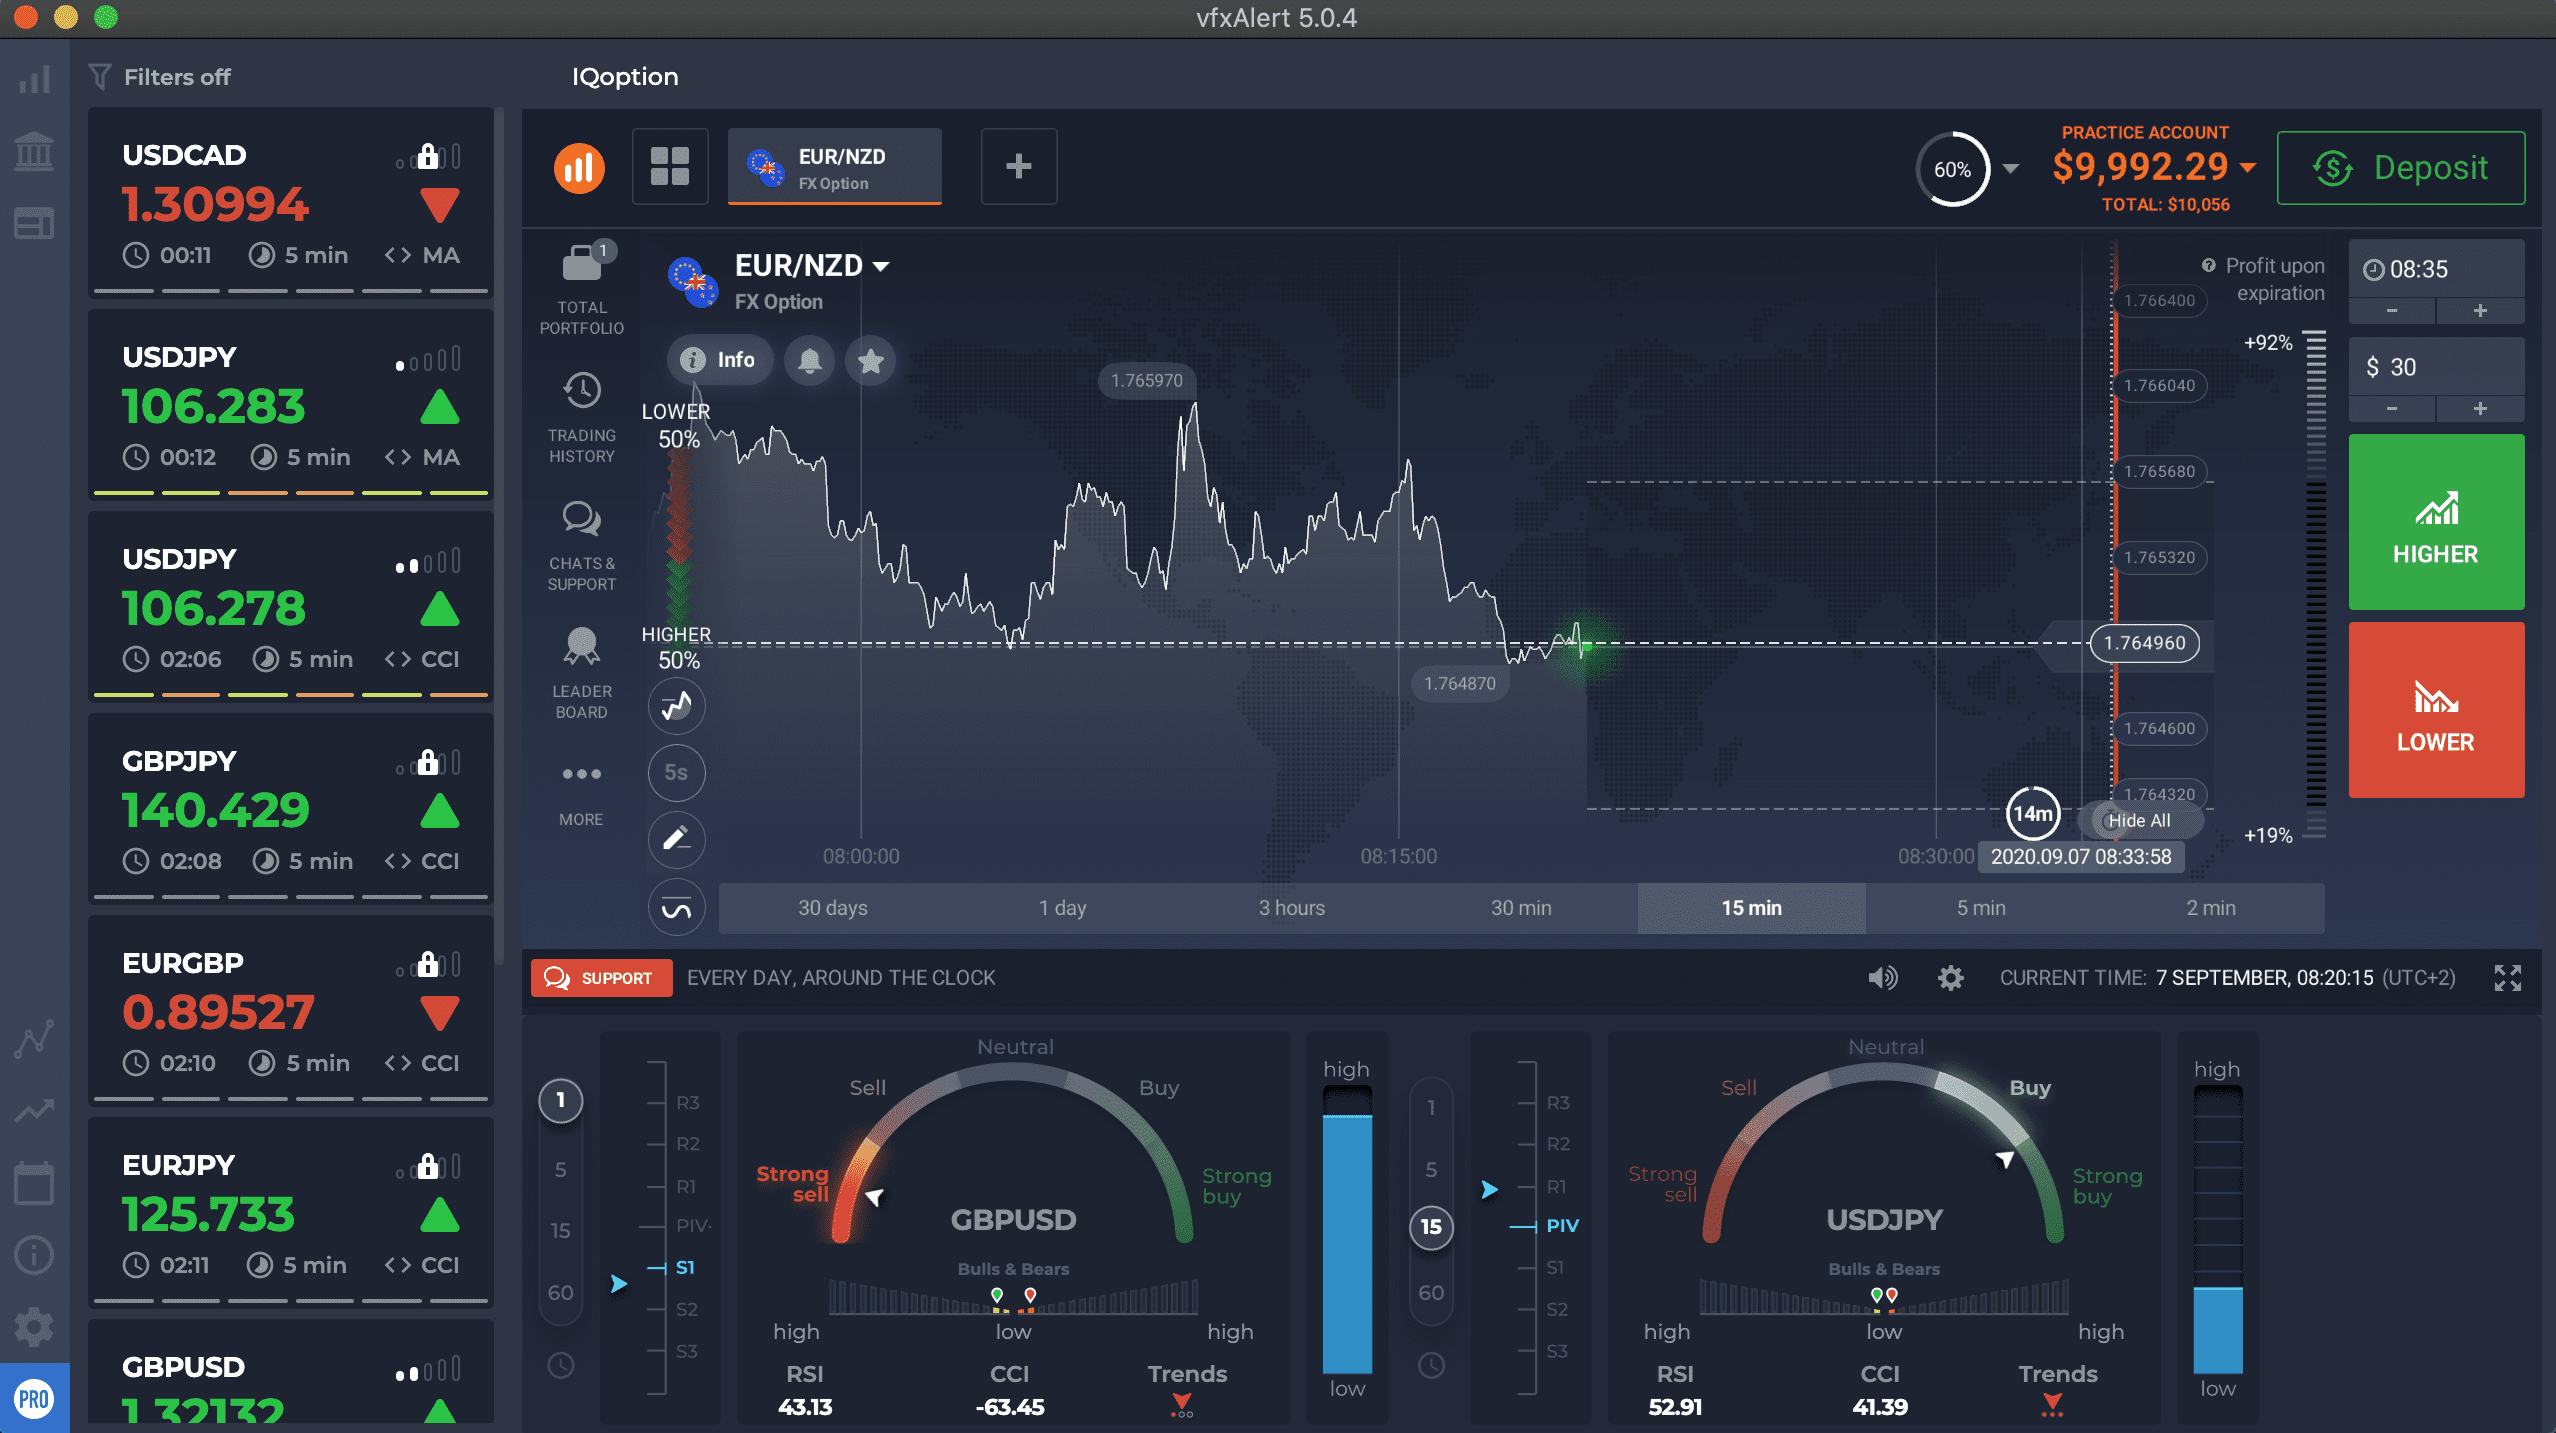 vfxAlert 5.0.4
Filters off
USDCAD
1.30994
00:11 5 min <> MA
USDJPY
106.283
00:12 5 min <> MA
USDJPY
106.278
02:06 5 min <> CCI
GBPJPY
140.429
02:08 5 min <> CCI
EURGBP
0.89527
02:10 5 min <> CCI
EURJPY
125.733
02:11 5 min <> CCI
GBPUSD
1.32132
PRO
IQoption
EUR/NZD
FX Option
+
60%
PRACTICE ACCOUNT
$9,992.29
TOTAL: $10,056
Deposit
1
TOTAL
PORTFOLIO
TRADING
HISTORY
CHATS &
SUPPORT
LEADER
BOARD
MORE
EUR/NZD
FX Option
Info
LOWER
50%
HIGHER
50%
5s
1.765970
1.764870
1.766400
1.766040
1.765680
1.765320
1.764960
1.764600
1.764320
Profit upon
expiration
+92%
+19%
14m
Hide All
08:00:00
08:15:00
08:30:00
2020.09.07 08:33:58
30 days
1 day
3 hours
30 min
15 min
5 min
2 min
08:35
- +
$ 30
- +
HIGHER
LOWER
SUPPORT
EVERY DAY, AROUND THE CLOCK
CURRENT TIME: 7 SEPTEMBER, 08:20:15 (UTC+2)
1
5
15
60
R3
R2
R1
PIV
S1
S2
S3
Neutral
Sell
Buy
Strong
sell
Strong
buy
GBPUSD
Bulls & Bears
high low high
RSI CCI Trends
43.13 -63.45
high
low
1
5
15
60
R3
R2
R1
PIV
S1
S2
S3
Neutral
Sell
Buy
Strong
sell
Strong
buy
USDJPY
Bulls & Bears
high low high
RSI CCI Trends
52.91 41.39
high
low